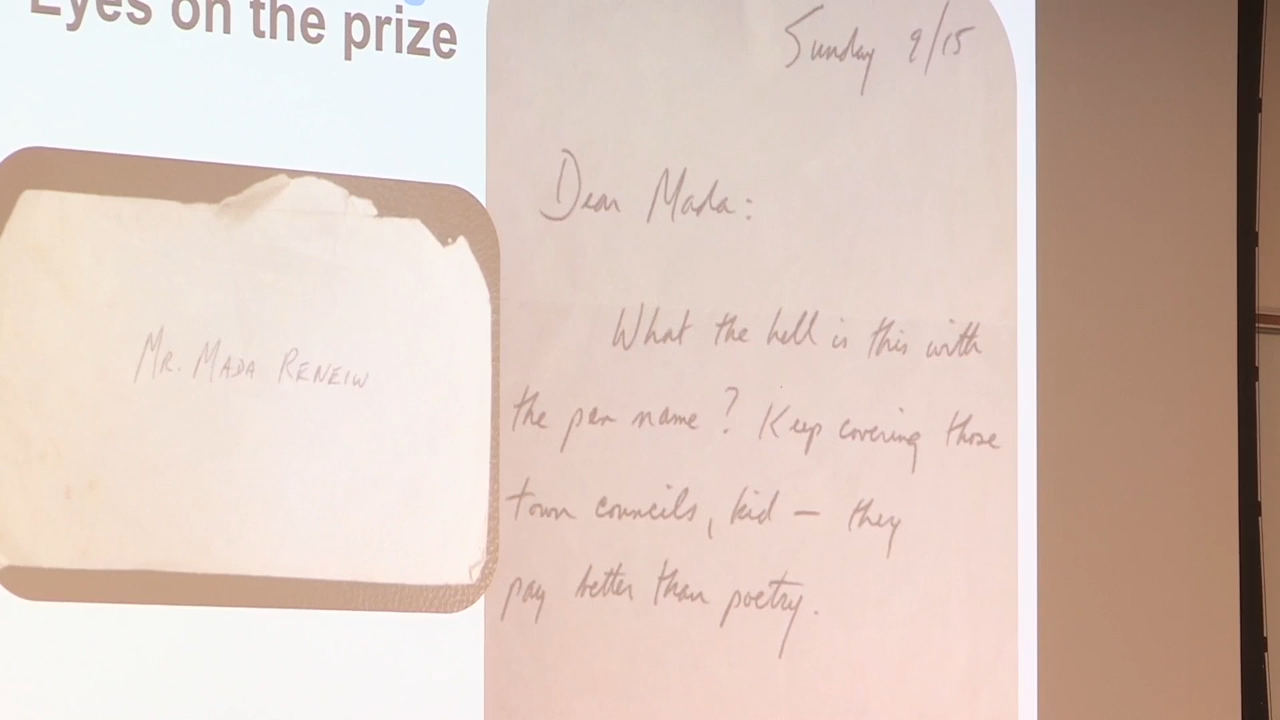 Eyes on the prize
MR. MADA RENEIW
Sunday 9/15
Dear Mada:
What the hell is this with
the pen name? Keep covering those
town councils, kid — they
pay better than poetry.